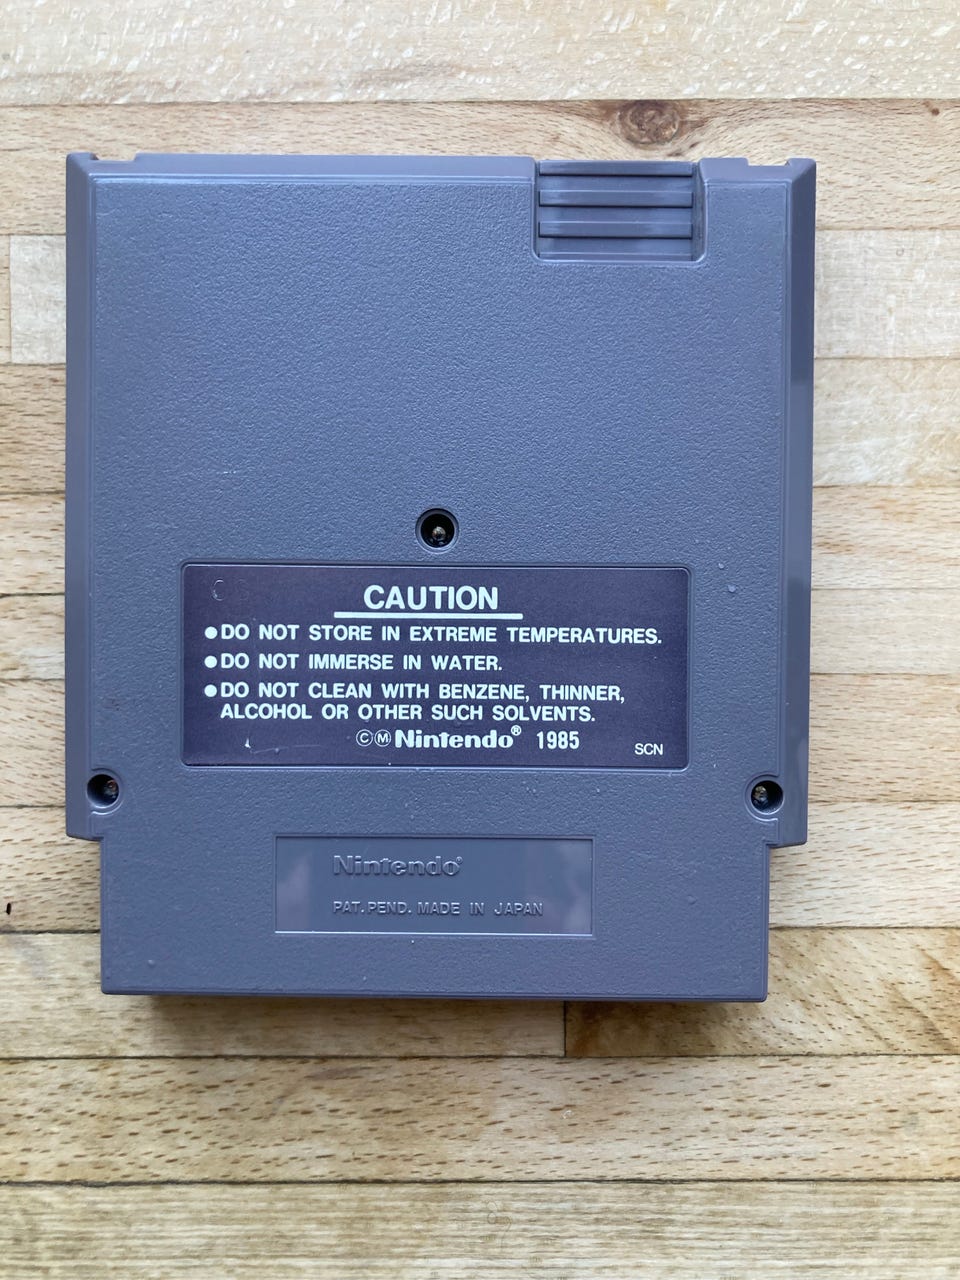 CAUTION
●DO NOT STORE IN EXTREME TEMPERATURES.
●DO NOT IMMERSE IN WATER.
●DO NOT CLEAN WITH BENZENE, THINNER,
ALCOHOL OR OTHER SUCH SOLVENTS.
ⒸⓂNintendo® 1985 SCN
Nintendo®
PAT. PEND. MADE IN JAPAN